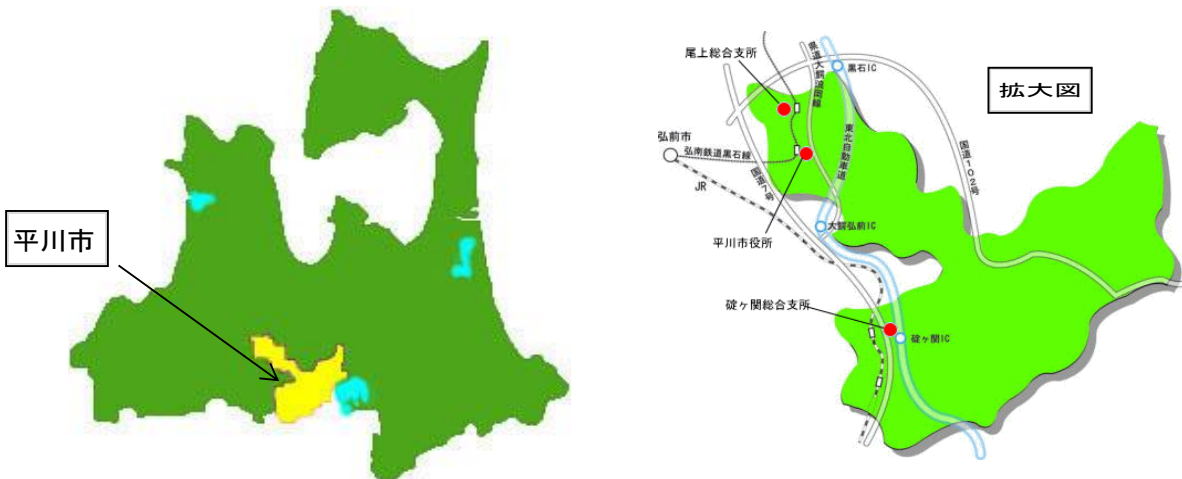 平川市
拡大図
尾上総合支所
県道大鰐浪岡線
黒石IC
弘前市
弘南鉄道黒石線
東北自動車道
国道102号
JR
国道7号
大鰐弘前IC
平川市役所
碇ヶ関総合支所
碇ヶ関IC